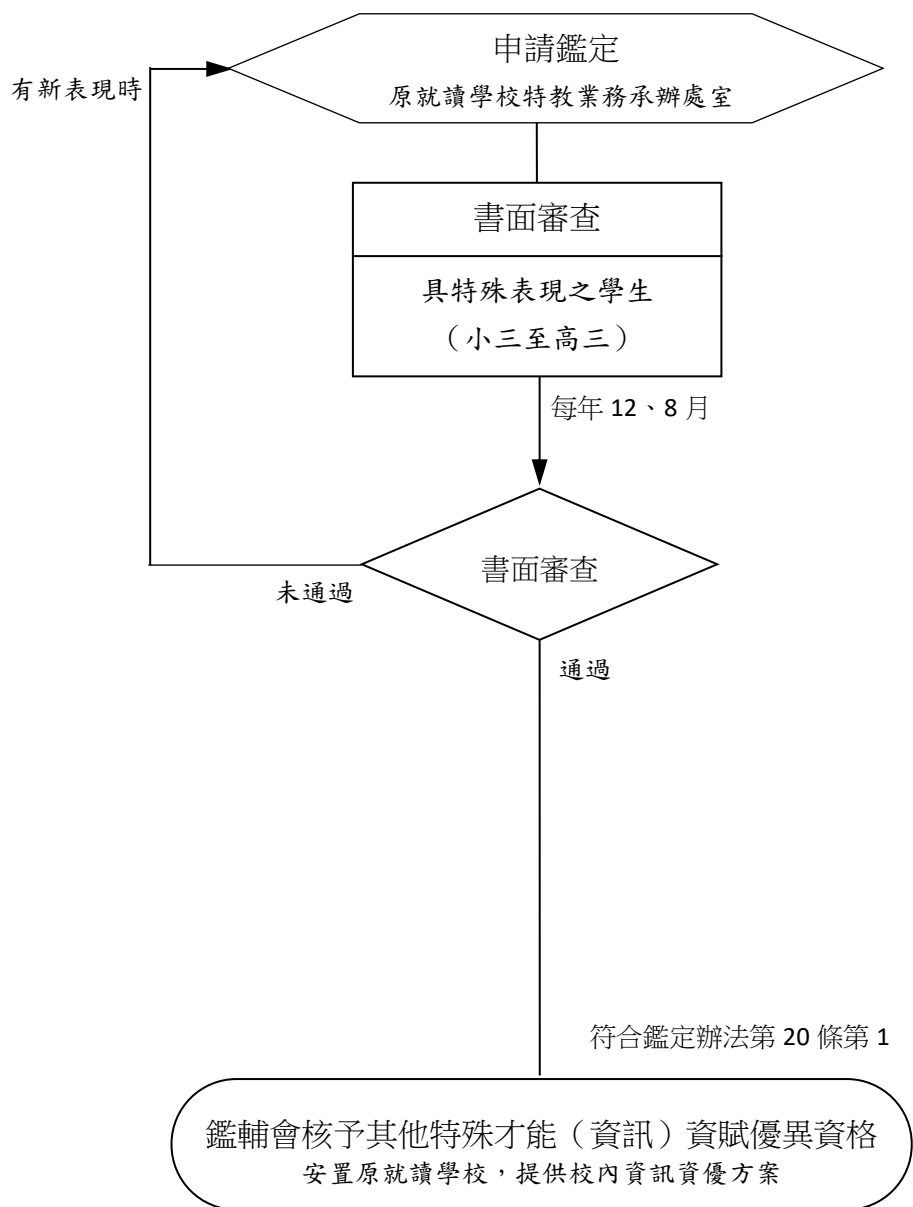 申請鑑定
有新表現時
原就讀學校特教業務承辦處室
書面審查
具特殊表現之學生
（小三至高三）
每年 12、8 月
書面審查
未通過
通過
符合鑑定辦法第 20 條第 1
鑑輔會核予其他特殊才能（資訊）資賦優異資格
安置原就讀學校，提供校內資訊資優方案